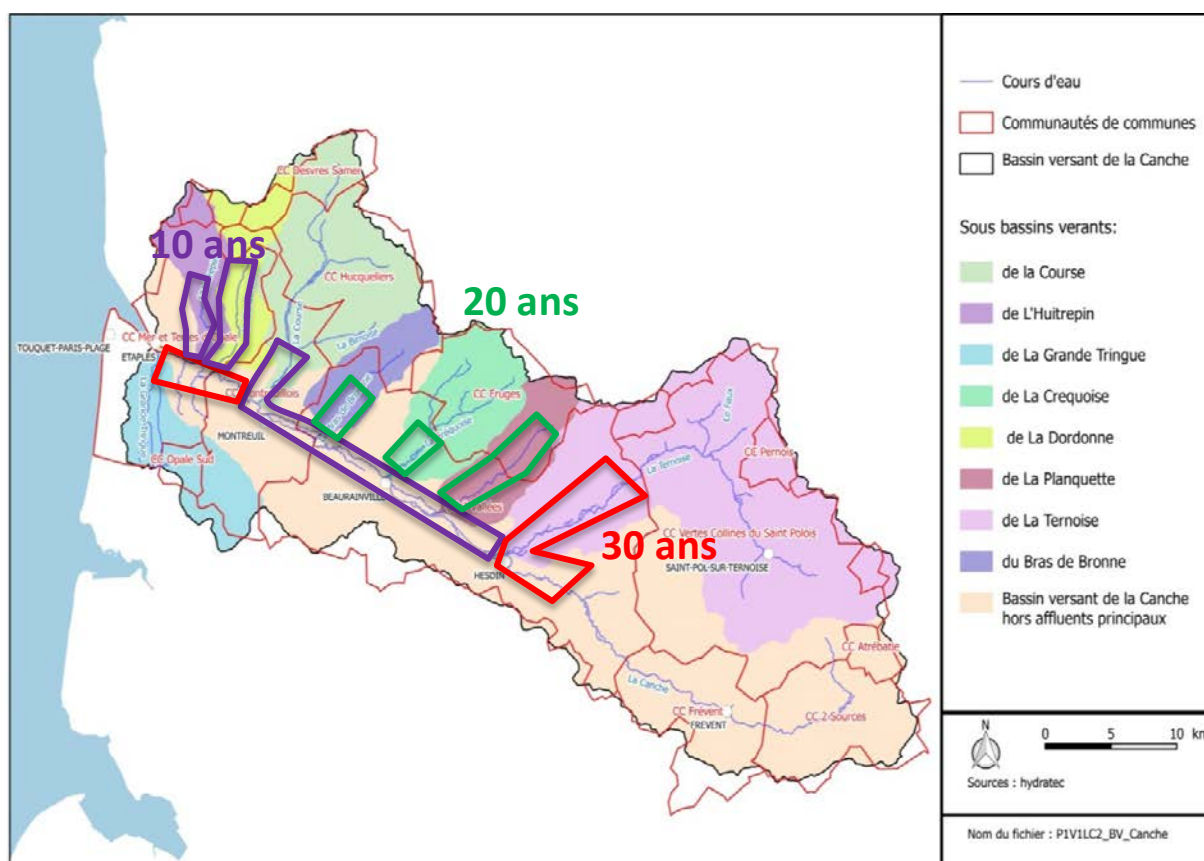 CC Desvres Samer
10 ans
CC Hucqueliers
20 ans
La Course
TOUQUET-PARIS-PLAGE
ETAPLES
CC Fruges
La Ternoise
Le Faux
CC Pernois
MONTREUIL
CC Opale Sud
BEAURAINVILLE
30 ans
CC Vertes Collines du Saint Polois
SAINT-POL-SUR-TERNOISE
HESDIN
CC Atrébatie
La Canche
CC Frévent
FREVENT
CC 2 Sources
Cours d'eau
Communautés de communes
Bassin versant de la Canche
Sous bassins verants:
de la Course
de L'Huitrepin
de La Grande Tringue
de La Crequoise
de La Dordonne
de La Planquette
de La Ternoise
du Bras de Bronne
Bassin versant de la Canche
hors affluents principaux
N
0 5 10 km
Sources : hydratec
Nom du fichier : P1V1LC2_BV_Canche